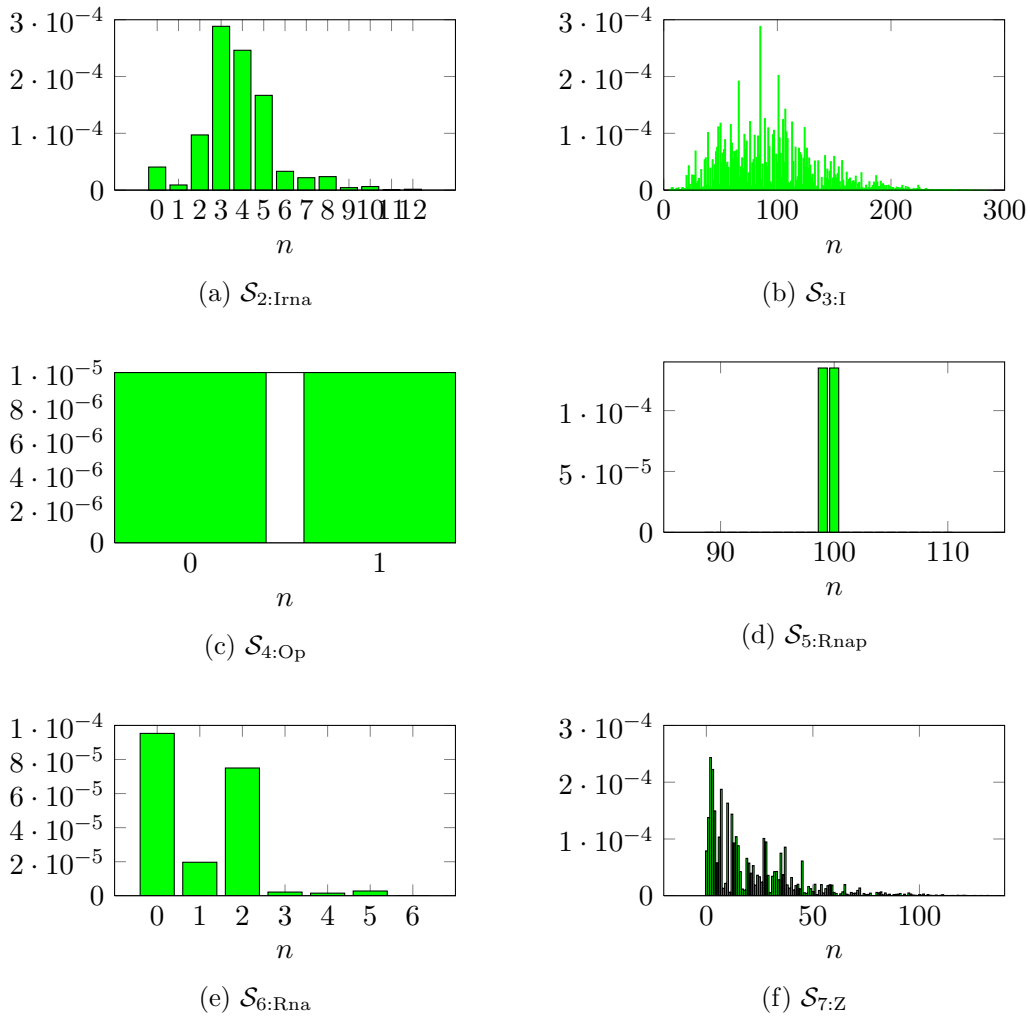 3 · 10⁻⁴
2 · 10⁻⁴
1 · 10⁻⁴
0
0 1 2 3 4 5 6 7 8 9 10 11 12
n
(a) S2:Irna
3 · 10⁻⁴
2 · 10⁻⁴
1 · 10⁻⁴
0
0 100 200 300
n
(b) S3:I
1 · 10⁻⁵
8 · 10⁻⁶
6 · 10⁻⁶
4 · 10⁻⁶
2 · 10⁻⁶
0
0 1
n
(c) S4:Op
1 · 10⁻⁴
5 · 10⁻⁵
0
90 100 110
n
(d) S5:Rnap
1 · 10⁻⁴
8 · 10⁻⁵
6 · 10⁻⁵
4 · 10⁻⁵
2 · 10⁻⁵
0
0 1 2 3 4 5 6
n
(e) S6:Rna
3 · 10⁻⁴
2 · 10⁻⁴
1 · 10⁻⁴
0
0 50 100
n
(f) S7:Z